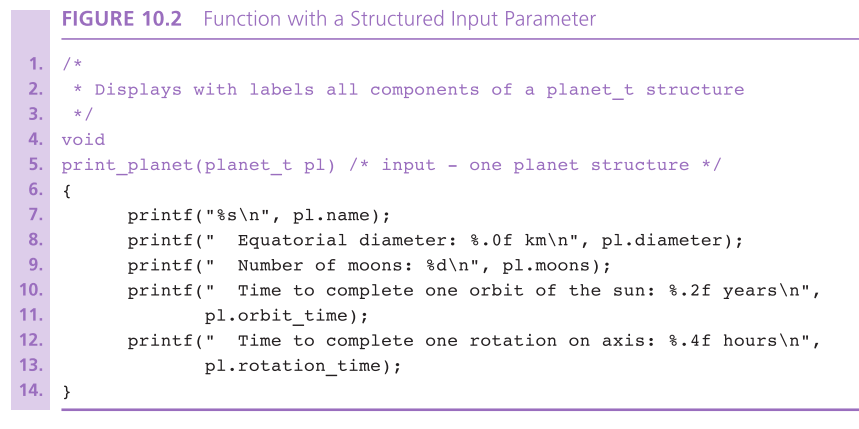 FIGURE 10.2 Function with a Structured Input Parameter
1. /*
2.  * Displays with labels all components of a planet_t structure
3.  */
4. void
5. print_planet(planet_t pl) /* input - one planet structure */
6. {
7.       printf("%s\n", pl.name);
8.       printf("  Equatorial diameter: %.0f km\n", pl.diameter);
9.       printf("  Number of moons: %d\n", pl.moons);
10.       printf("  Time to complete one orbit of the sun: %.2f years\n",
11.              pl.orbit_time);
12.       printf("  Time to complete one rotation on axis: %.4f hours\n",
13.              pl.rotation_time);
14. }